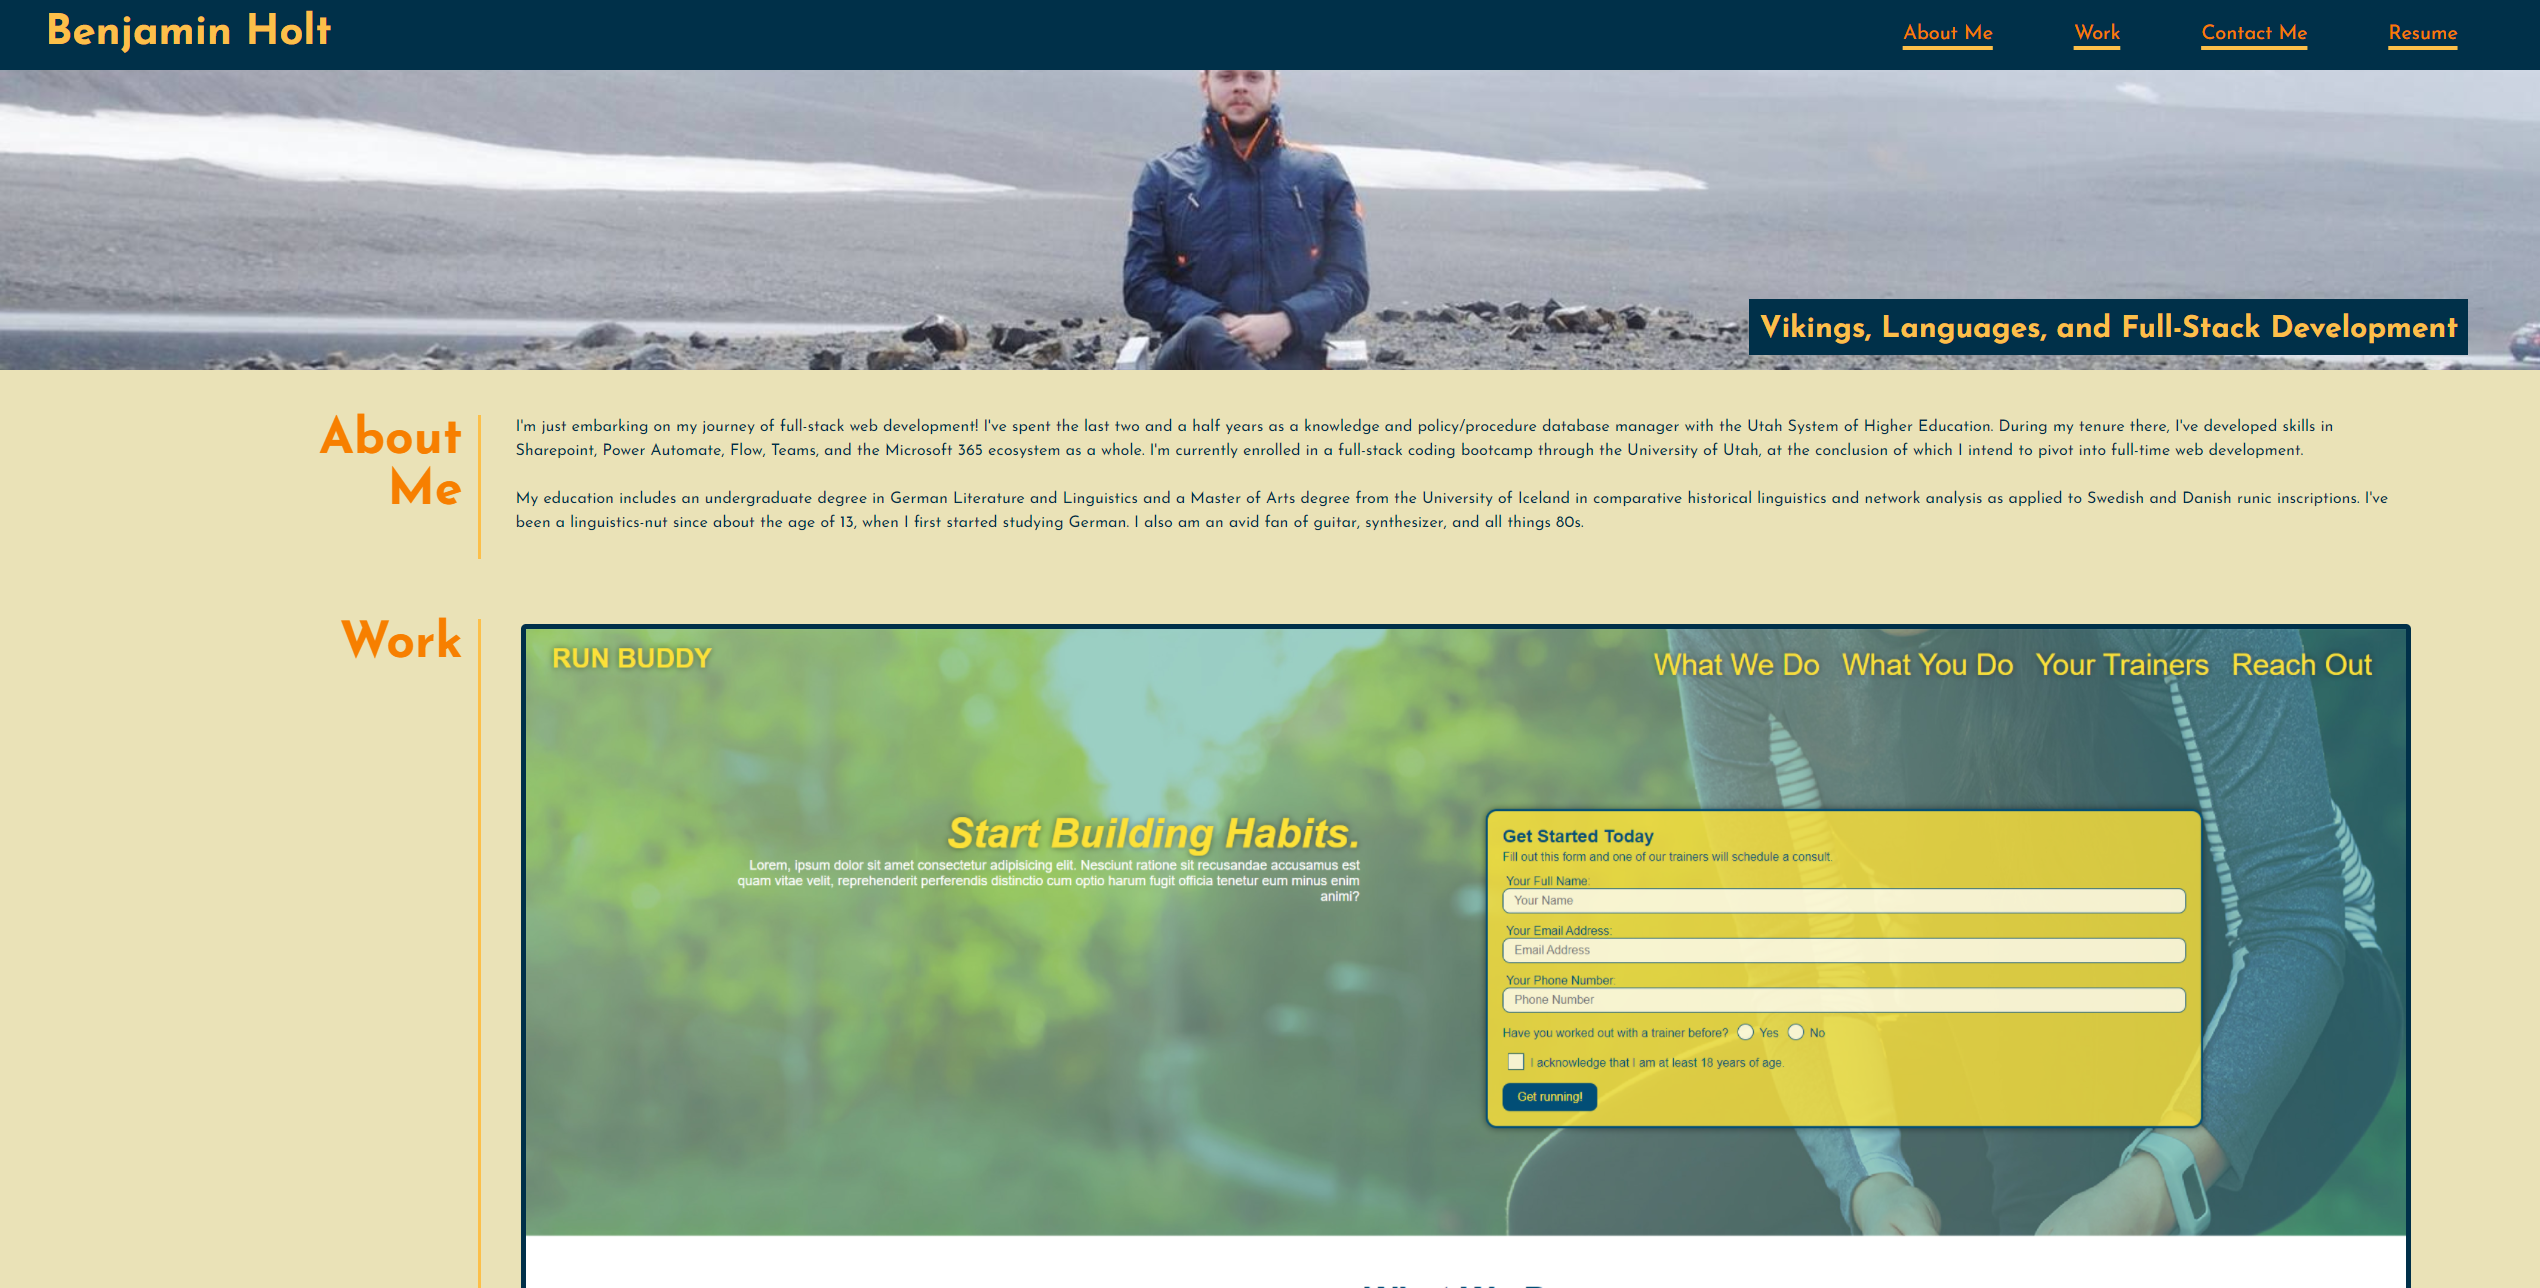 Benjamin Holt
About Me Work Contact Me Resume
Vikings, Languages, and Full-Stack Development
About
Me
I'm just embarking on my journey of full-stack web development! I've spent the last two and a half years as a knowledge and policy/procedure database manager with the Utah System of Higher Education. During my tenure there, I've developed skills in
Sharepoint, Power Automate, Flow, Teams, and the Microsoft 365 ecosystem as a whole. I'm currently enrolled in a full-stack coding bootcamp through the University of Utah, at the conclusion of which I intend to pivot into full-time web development.
My education includes an undergraduate degree in German Literature and Linguistics and a Master of Arts degree from the University of Iceland in comparative historical linguistics and network analysis as applied to Swedish and Danish runic inscriptions. I've
been a linguistics-nut since about the age of 13, when I first started studying German. I also am an avid fan of guitar, synthesizer, and all things 80s.
Work
RUN BUDDY
What We Do What You Do Your Trainers Reach Out
Start Building Habits.
Lorem, ipsum dolor sit amet consectetur adipisicing elit. Nesciunt ratione sit recusandae accusamus est
quam vitae velit, reprehenderit perferendis distinctio cum optio harum fugit officia tenetur eum minus enim
animi?
Get Started Today
Fill out this form and one of our trainers will schedule a consult.
Your Full Name:
Your Name
Your Email Address:
Email Address
Your Phone Number:
Phone Number
Have you worked out with a trainer before? Yes No
I acknowledge that I am at least 18 years of age.
Get running!